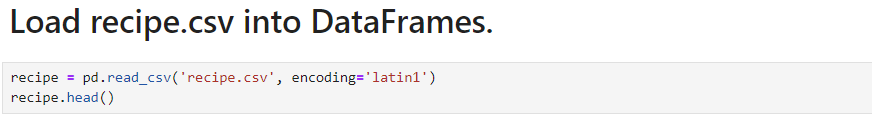 Load recipe.csv into DataFrames.
recipe = pd.read_csv('recipe.csv', encoding='latin1')
recipe.head()